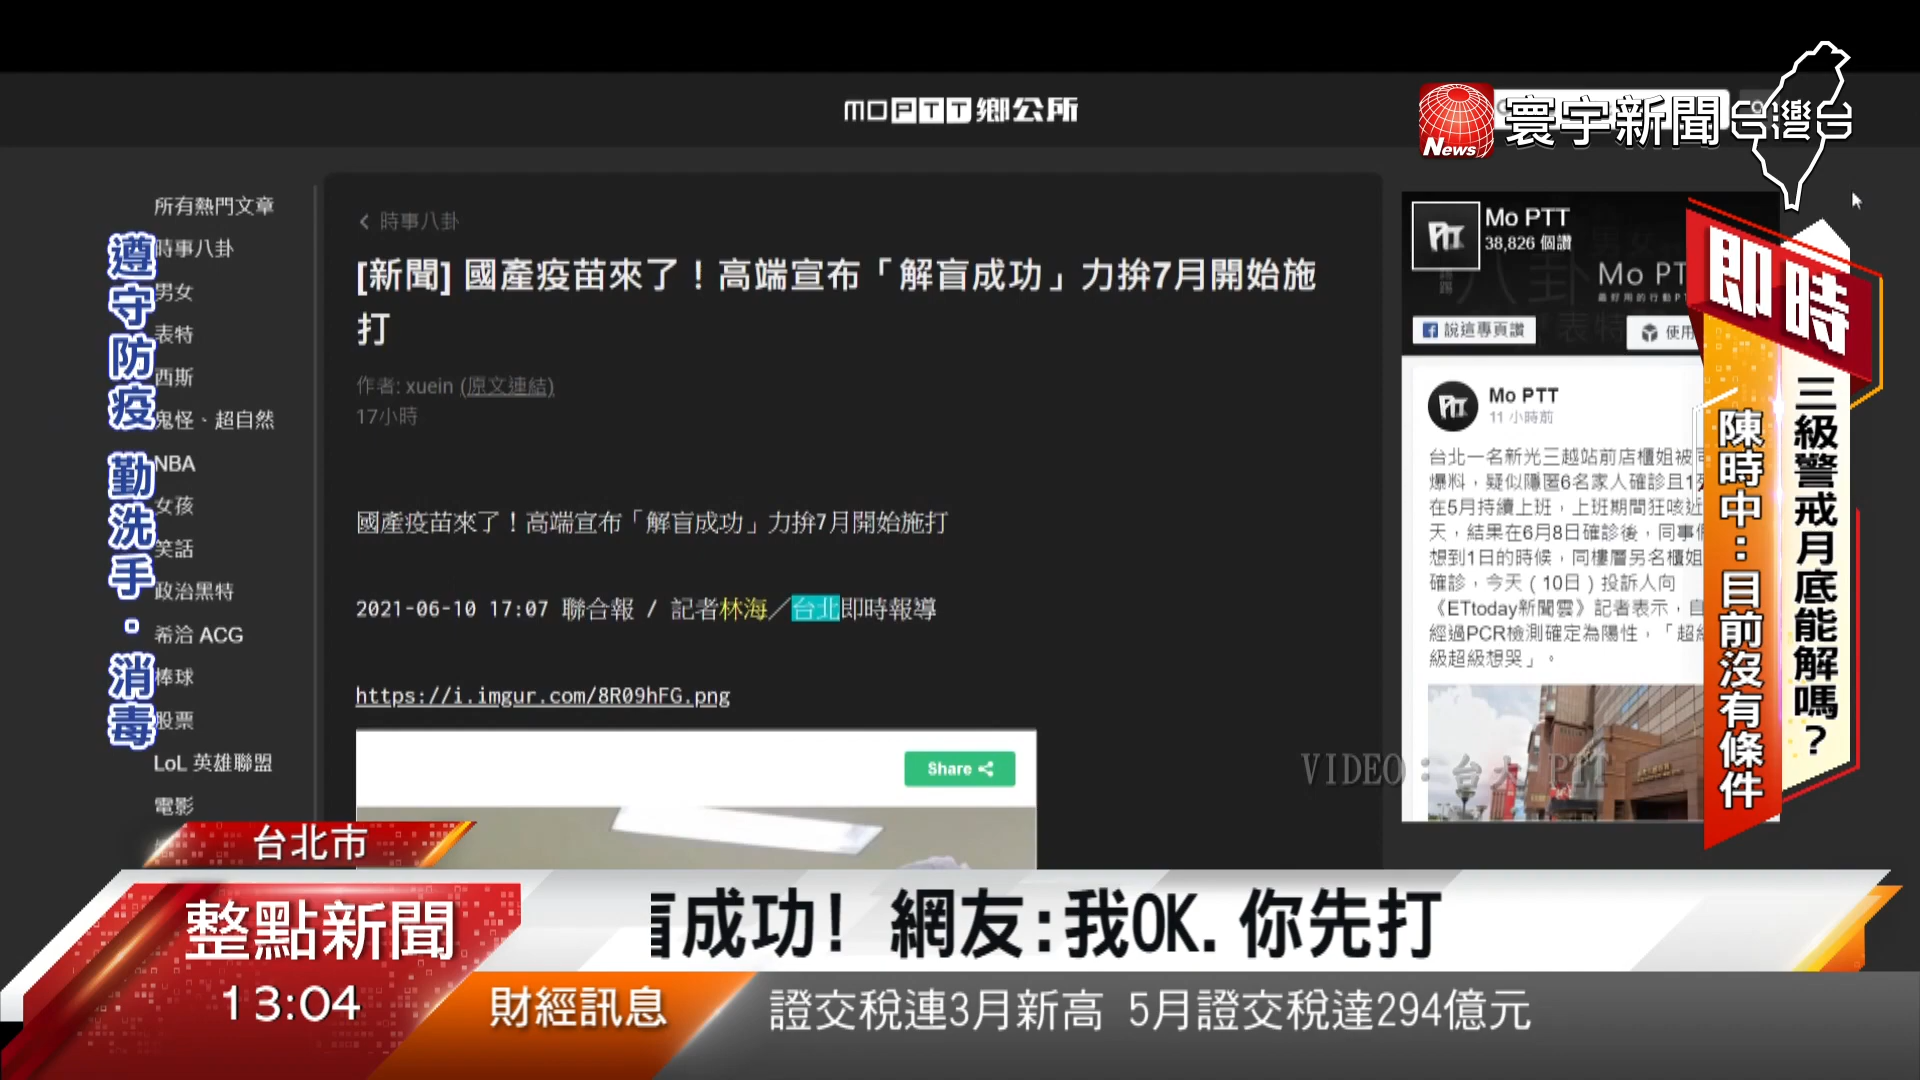 MOPTT鄉公所
News
寰宇新聞台灣台
所有熱門文章
時事八卦
男女
表特
西斯
鬼怪、超自然
NBA
女孩
笑話
政治黑特
希洽 ACG
棒球
股票
LoL 英雄聯盟
電影
遵守防疫 勤洗手·消毒
時事八卦
[新聞] 國產疫苗來了！高端宣布「解盲成功」力拚7月開始施
打
作者: xuein (原文連結)
17小時
國產疫苗來了！高端宣布「解盲成功」力拚7月開始施打
2021-06-10 17:07 聯合報 / 記者林海／台北即時報導
https://i.imgur.com/8R09hFG.png
Share
PTT
Mo PTT
38,826 個讚
Mo PT
說這專頁讚
使用
PTT
Mo PTT
11 小時前
台北一名新光三越站前店櫃姐被
爆料，疑似隱匿6名家人確診且1
在5月持續上班，上班期間狂咳近
天，結果在6月8日確診後，同事
想到1日的時候，同樓層另名櫃姐
確診，今天（10日）投訴人向
《ETtoday新聞雲》記者表示，自
經過PCR檢測確定為陽性，「超
級超級想哭」。
VIDEO：台大 PTT
即時
三級警戒月底能解嗎？
陳時中：目前沒有條件
台北市
整點新聞
13:04
成功! 網友:我OK.你先打
財經訊息
證交稅連3月新高 5月證交稅達294億元